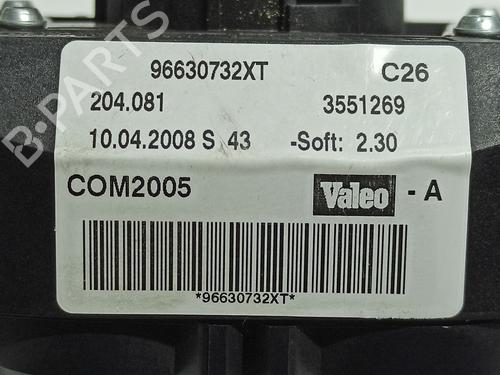 96630732XT C26
204.081 3551269
10.04.2008 S 43 -Soft: 2.30
COM2005 Valeo - A
*96630732XT*
B-PARTS